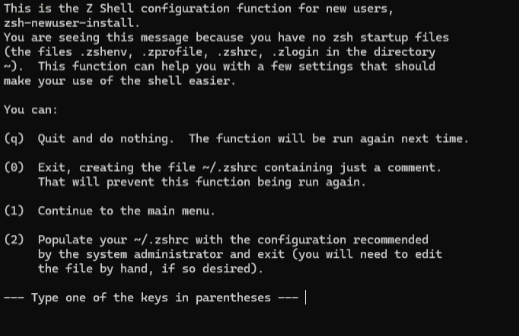 This is the Z Shell configuration function for new users,
zsh-newuser-install.
You are seeing this message because you have no zsh startup files
(the files .zshenv, .zprofile, .zshrc, .zlogin in the directory
~).  This function can help you with a few settings that should
make your use of the shell easier.

You can:

(q)  Quit and do nothing.  The function will be run again next time.

(0)  Exit, creating the file ~/.zshrc containing just a comment.
     That will prevent this function being run again.

(1)  Continue to the main menu.

(2)  Populate your ~/.zshrc with the configuration recommended
     by the system administrator and exit (you will need to edit
     the file by hand, if so desired).

--- Type one of the keys in parentheses ---